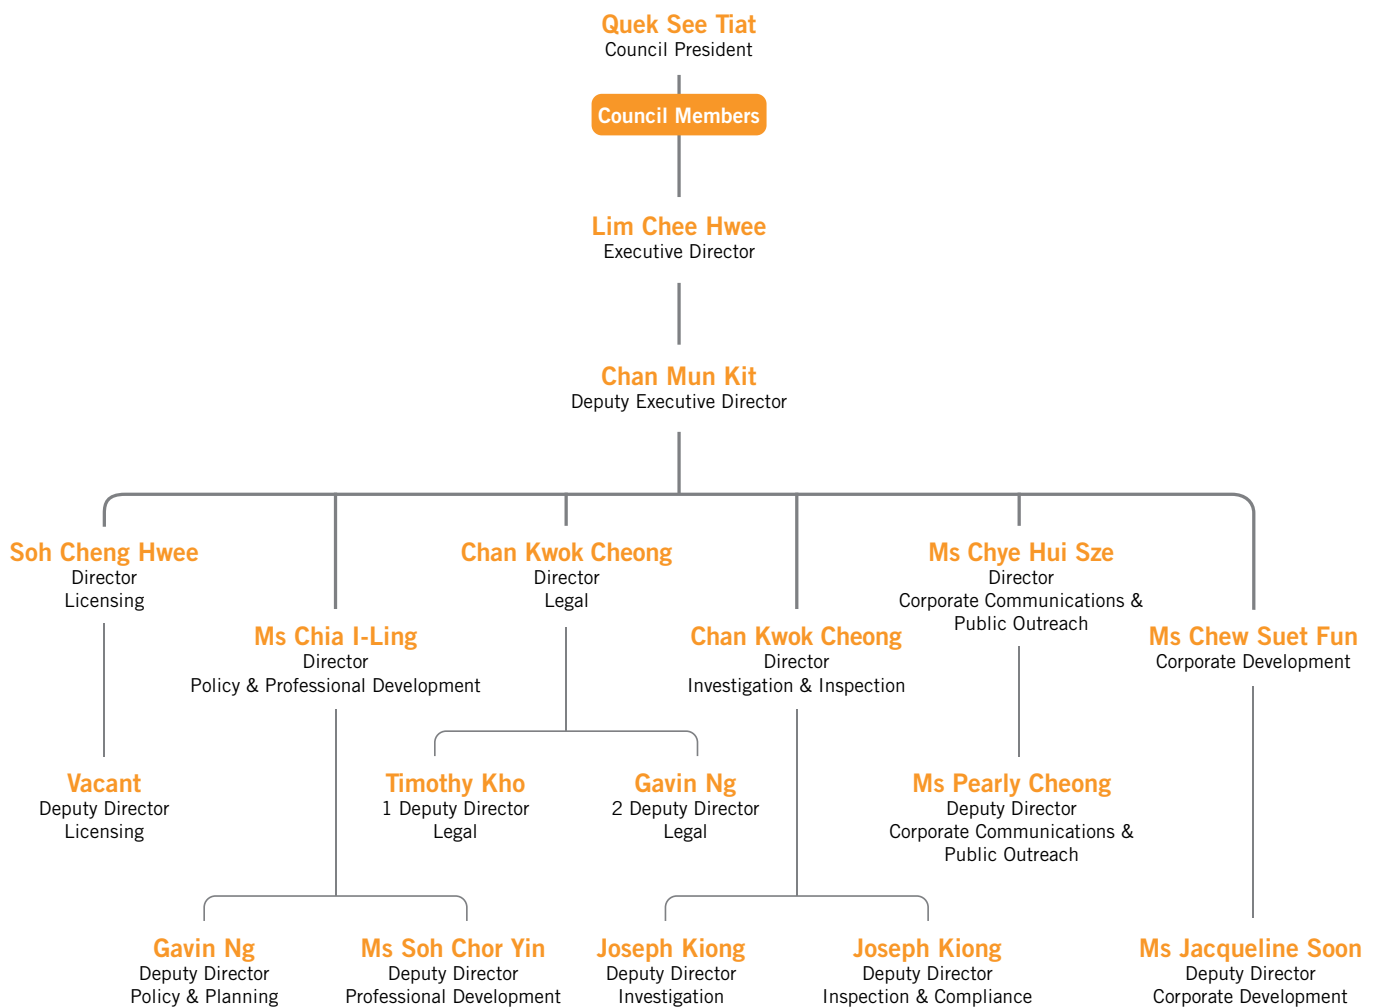 Quek See Tiat
Council President
Council Members
Lim Chee Hwee
Executive Director
Chan Mun Kit
Deputy Executive Director
Soh Cheng Hwee
Director
Licensing
Ms Chia I-Ling
Director
Policy & Professional Development
Chan Kwok Cheong
Director
Legal
Chan Kwok Cheong
Director
Investigation & Inspection
Ms Chye Hui Sze
Director
Corporate Communications &
Public Outreach
Ms Chew Suet Fun
Corporate Development
Vacant
Deputy Director
Licensing
Timothy Kho
1 Deputy Director
Legal
Gavin Ng
2 Deputy Director
Legal
Ms Pearly Cheong
Deputy Director
Corporate Communications &
Public Outreach
Gavin Ng
Deputy Director
Policy & Planning
Ms Soh Chor Yin
Deputy Director
Professional Development
Joseph Kiong
Deputy Director
Investigation
Joseph Kiong
Deputy Director
Inspection & Compliance
Ms Jacqueline Soon
Deputy Director
Corporate Development